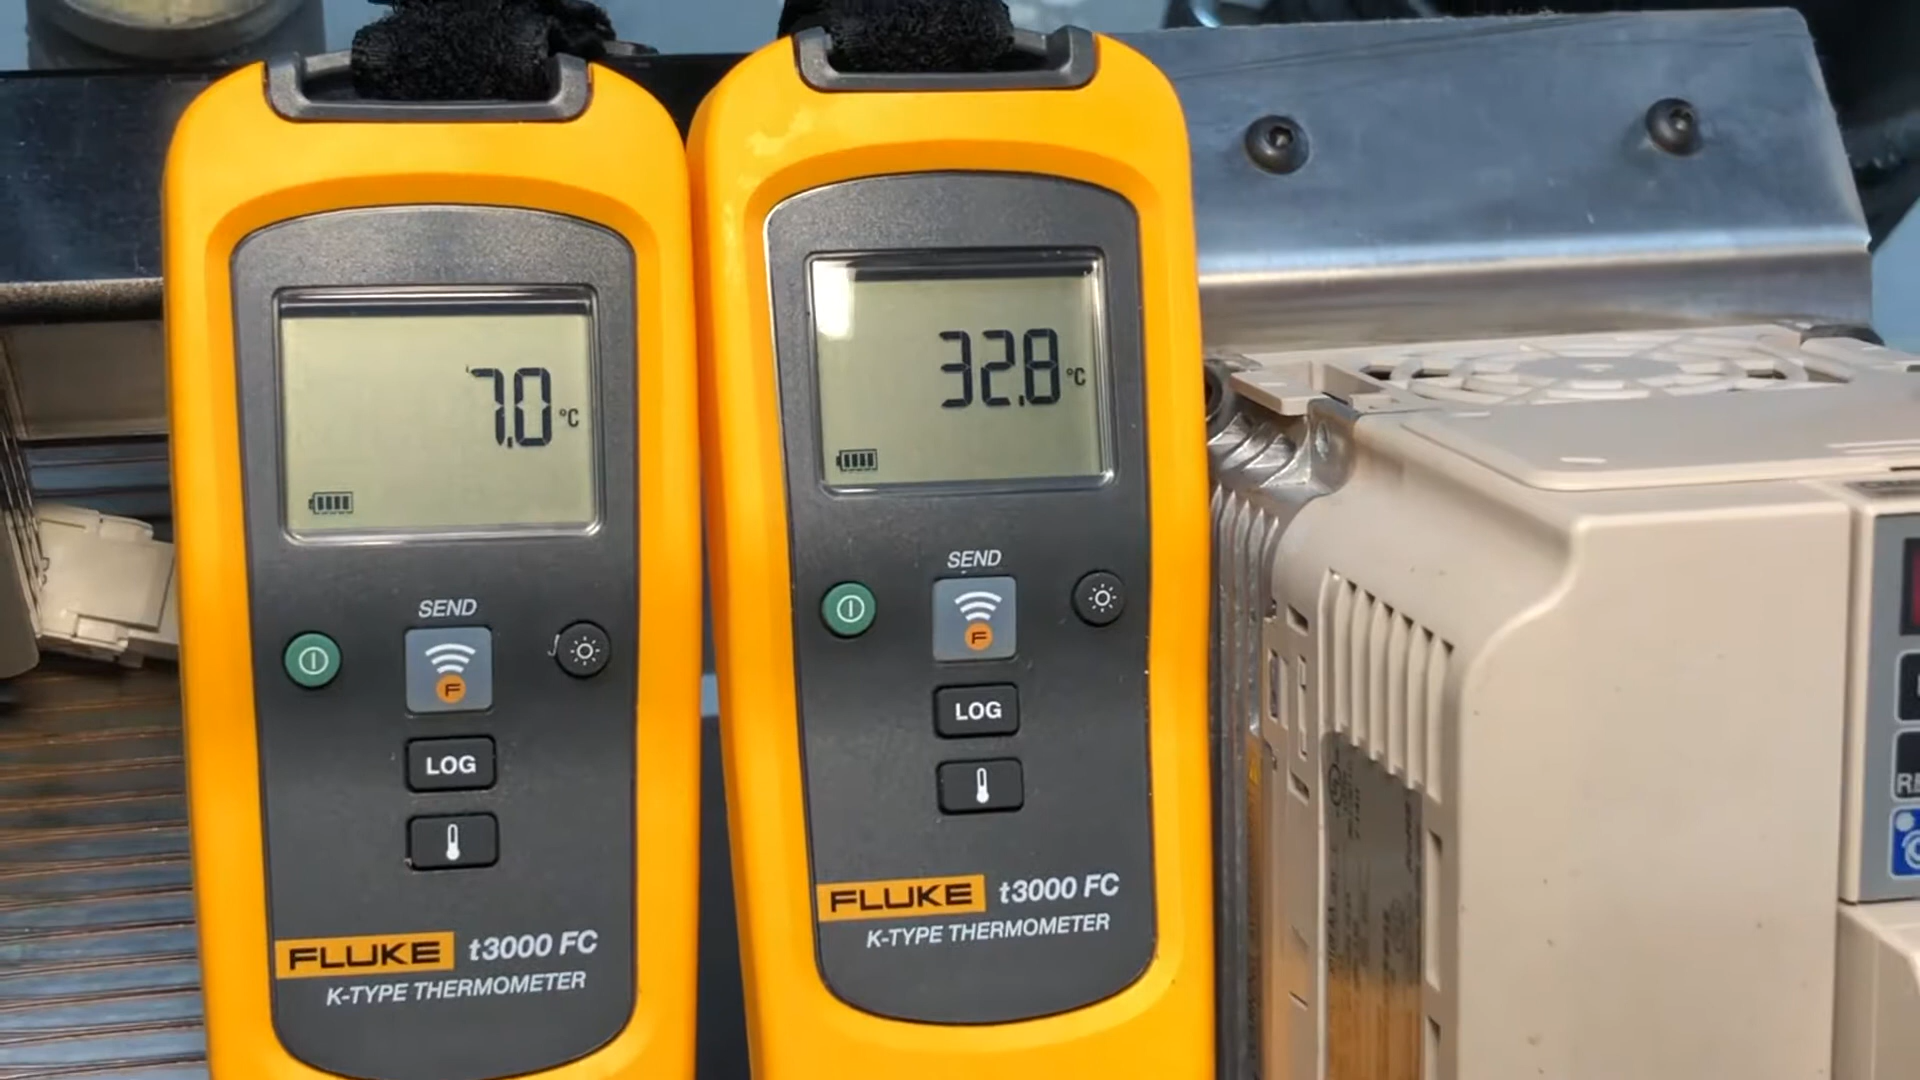 7.0 °C
SEND
F
LOG
FLUKE t3000 FC
K-TYPE THERMOMETER
32.8 °C
SEND
F
LOG
FLUKE t3000 FC
K-TYPE THERMOMETER